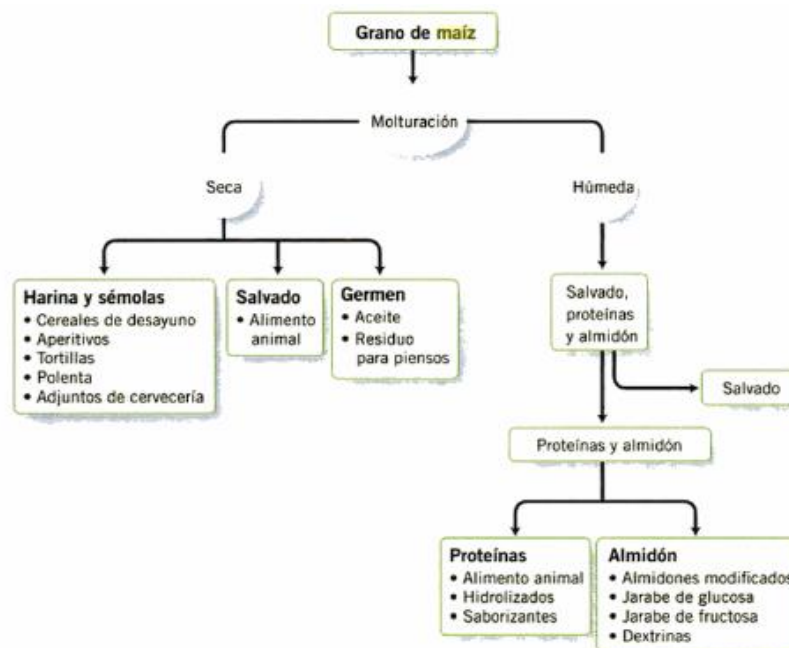 Grano de maíz
Molturación
Seca
Húmeda
Harina y sémolas
• Cereales de desayuno
• Aperitivos
• Tortillas
• Polenta
• Adjuntos de cervecería
Salvado
• Alimento
animal
Germen
• Aceite
• Residuo
para piensos
Salvado,
proteínas
y almidón
Salvado
Proteínas y almidón
Proteínas
• Alimento animal
• Hidrolizados
• Saborizantes
Almidón
• Almidones modificados
• Jarabe de glucosa
• Jarabe de fructosa
• Dextrinas